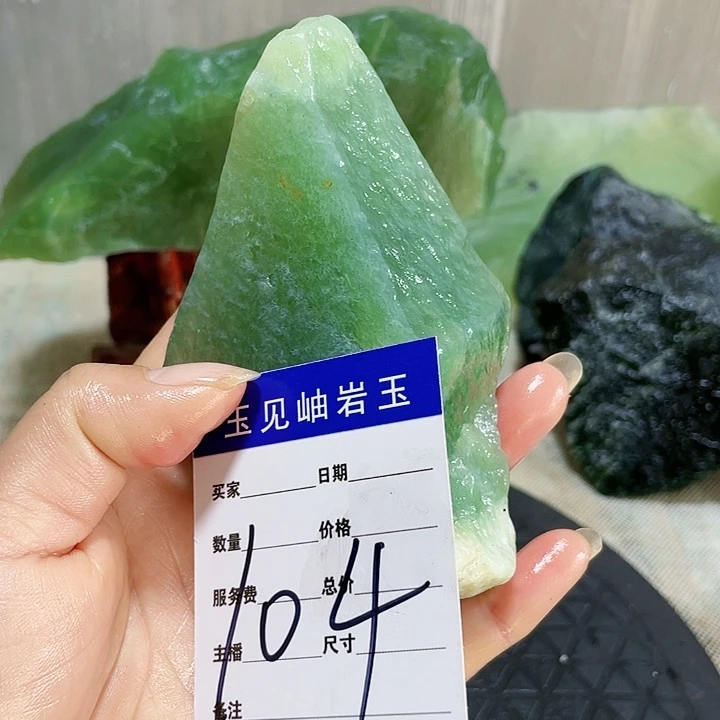 玉见岫岩玉
买家 日期
数量 价格
服务费 总价
主播 尺寸
备注
104